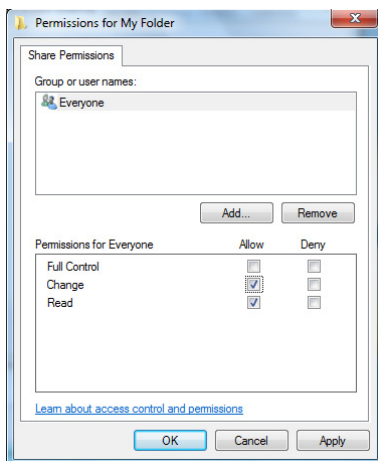 Permissions for My Folder
Share Permissions
Group or user names:
Everyone
Add... Remove
Permissions for Everyone Allow Deny
Full Control
Change
Read
Learn about access control and permissions
OK Cancel Apply